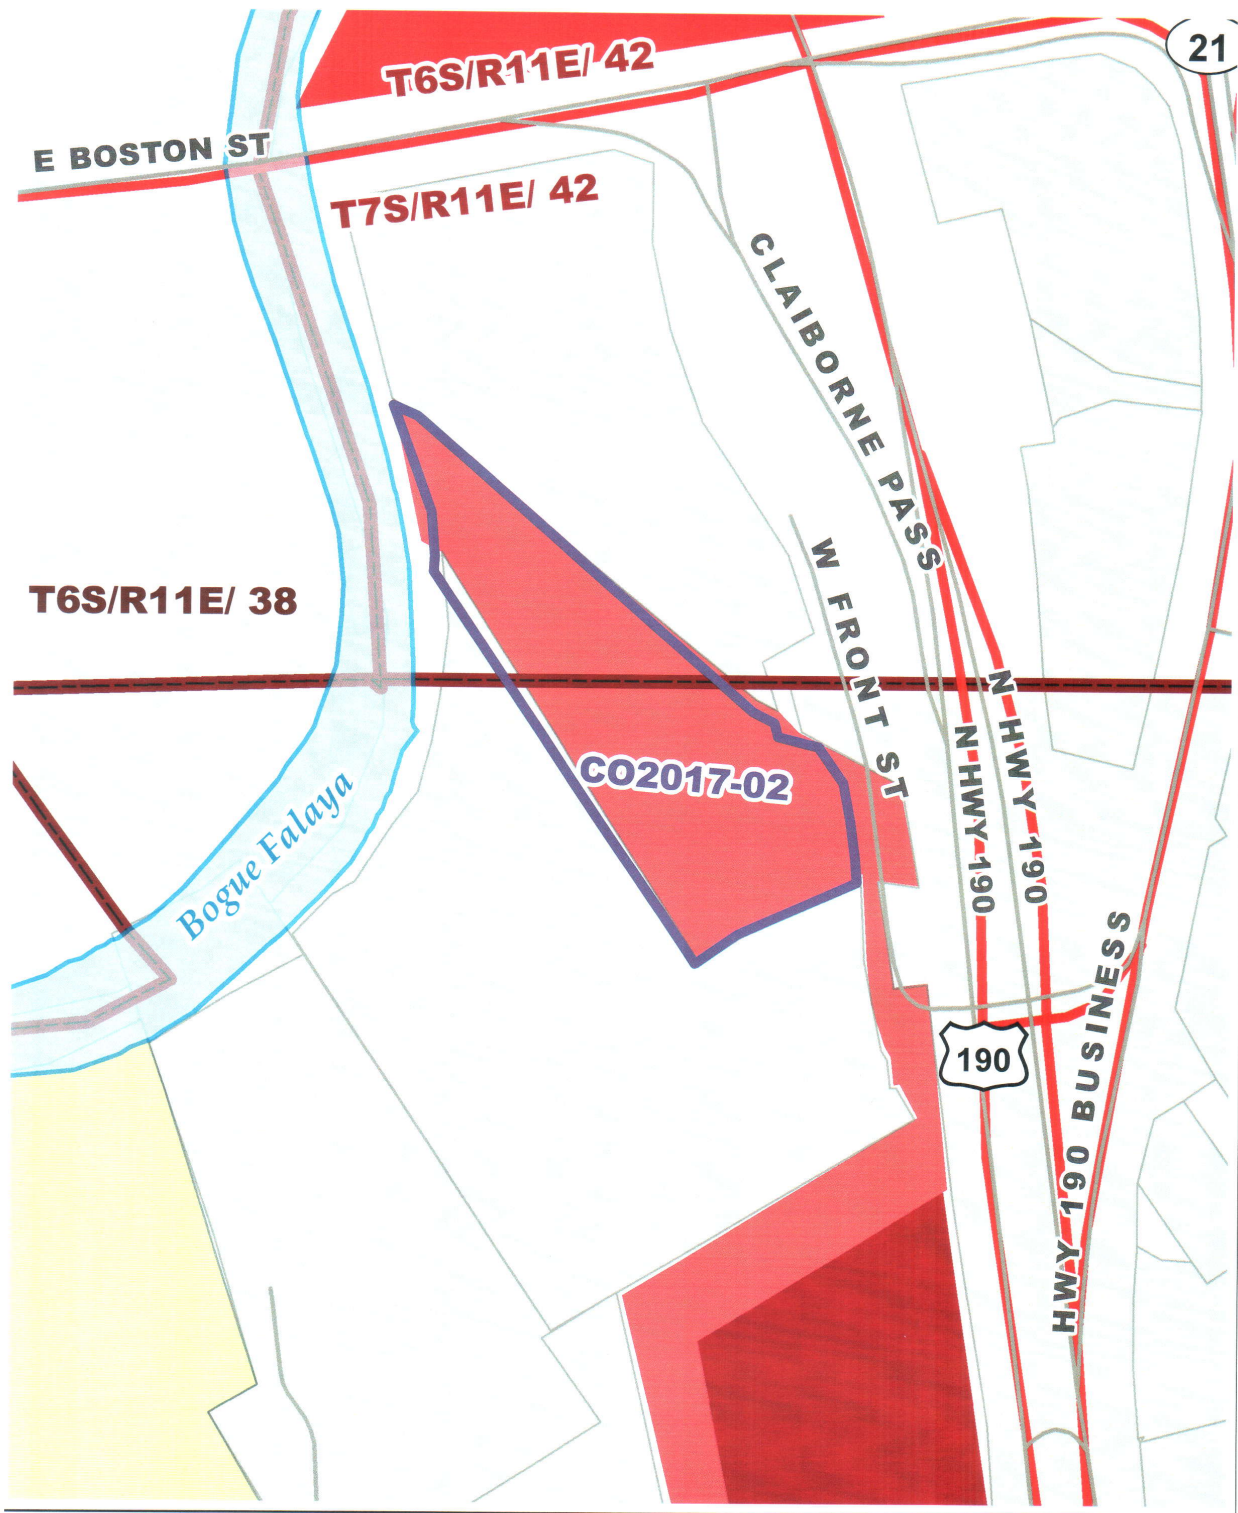 21
T6S/R11E/ 42
E BOSTON ST
T7S/R11E/ 42
CLAIBORNE PASS
W FRONT ST
T6S/R11E/ 38
N HWY 190
N HWY 190
CO2017-02
Bogue Falaya
190
HWY 190 BUSINESS